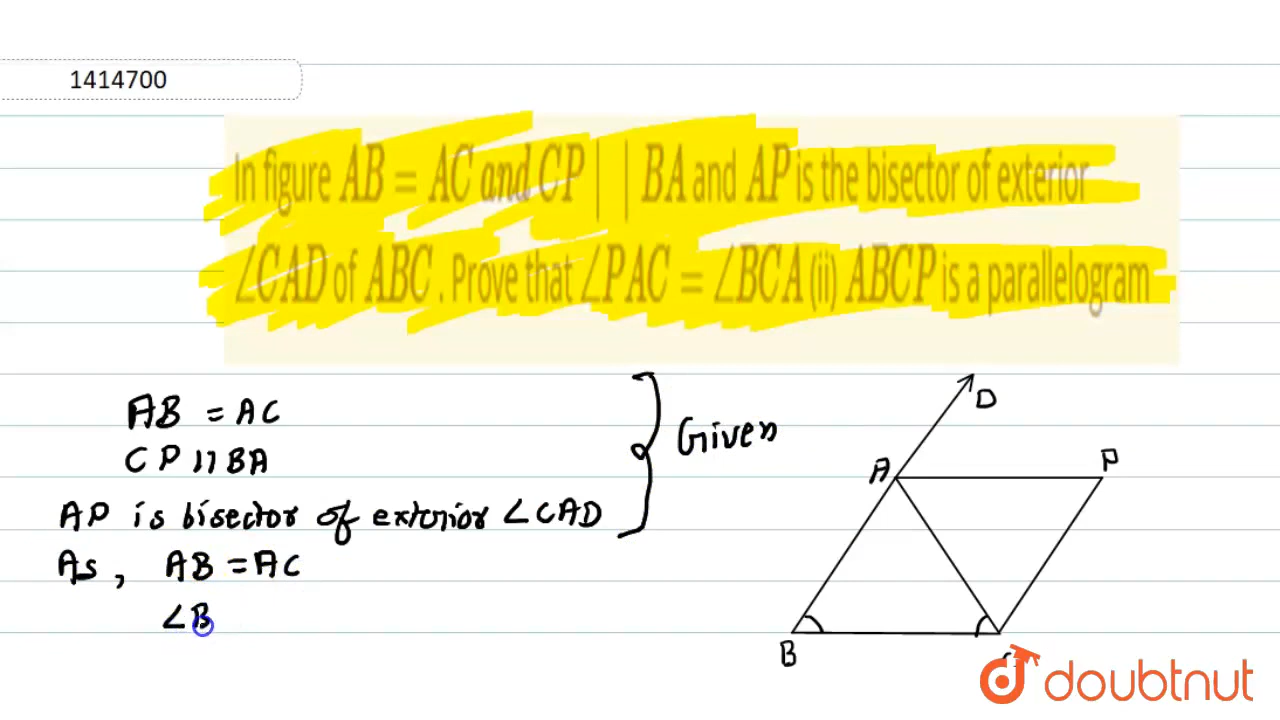 1414700
In figure AB = AC and CP | | BA and AP is the bisector of exterior
∠CAD of ABC . Prove that ∠PAC = ∠BCA (ii) ABCP is a parallelogram
AB = AC
CP || BA
AP is bisector of exterior ∠CAD
Given
As, AB = AC
∠B
D
A
P
B
doubtnut